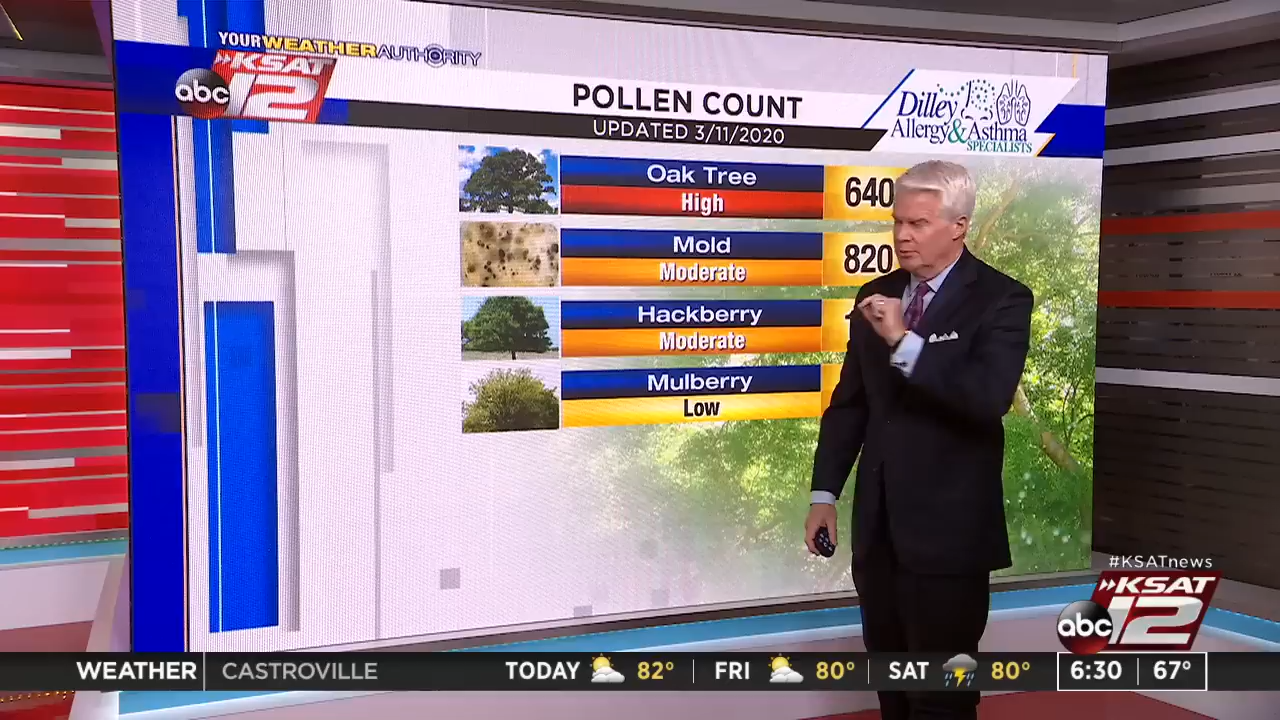 YOUR WEATHER AUTHORITY
KSAT
abc 12
POLLEN COUNT
UPDATED 3/11/2020
Dilley
Allergy & Asthma
SPECIALISTS
Oak Tree
High
640
Mold
Moderate
820
Hackberry
Moderate
Mulberry
Low
#KSATnews
KSAT
abc 12
WEATHER CASTROVILLE TODAY 82° FRI 80° SAT 80° 6:30 67°